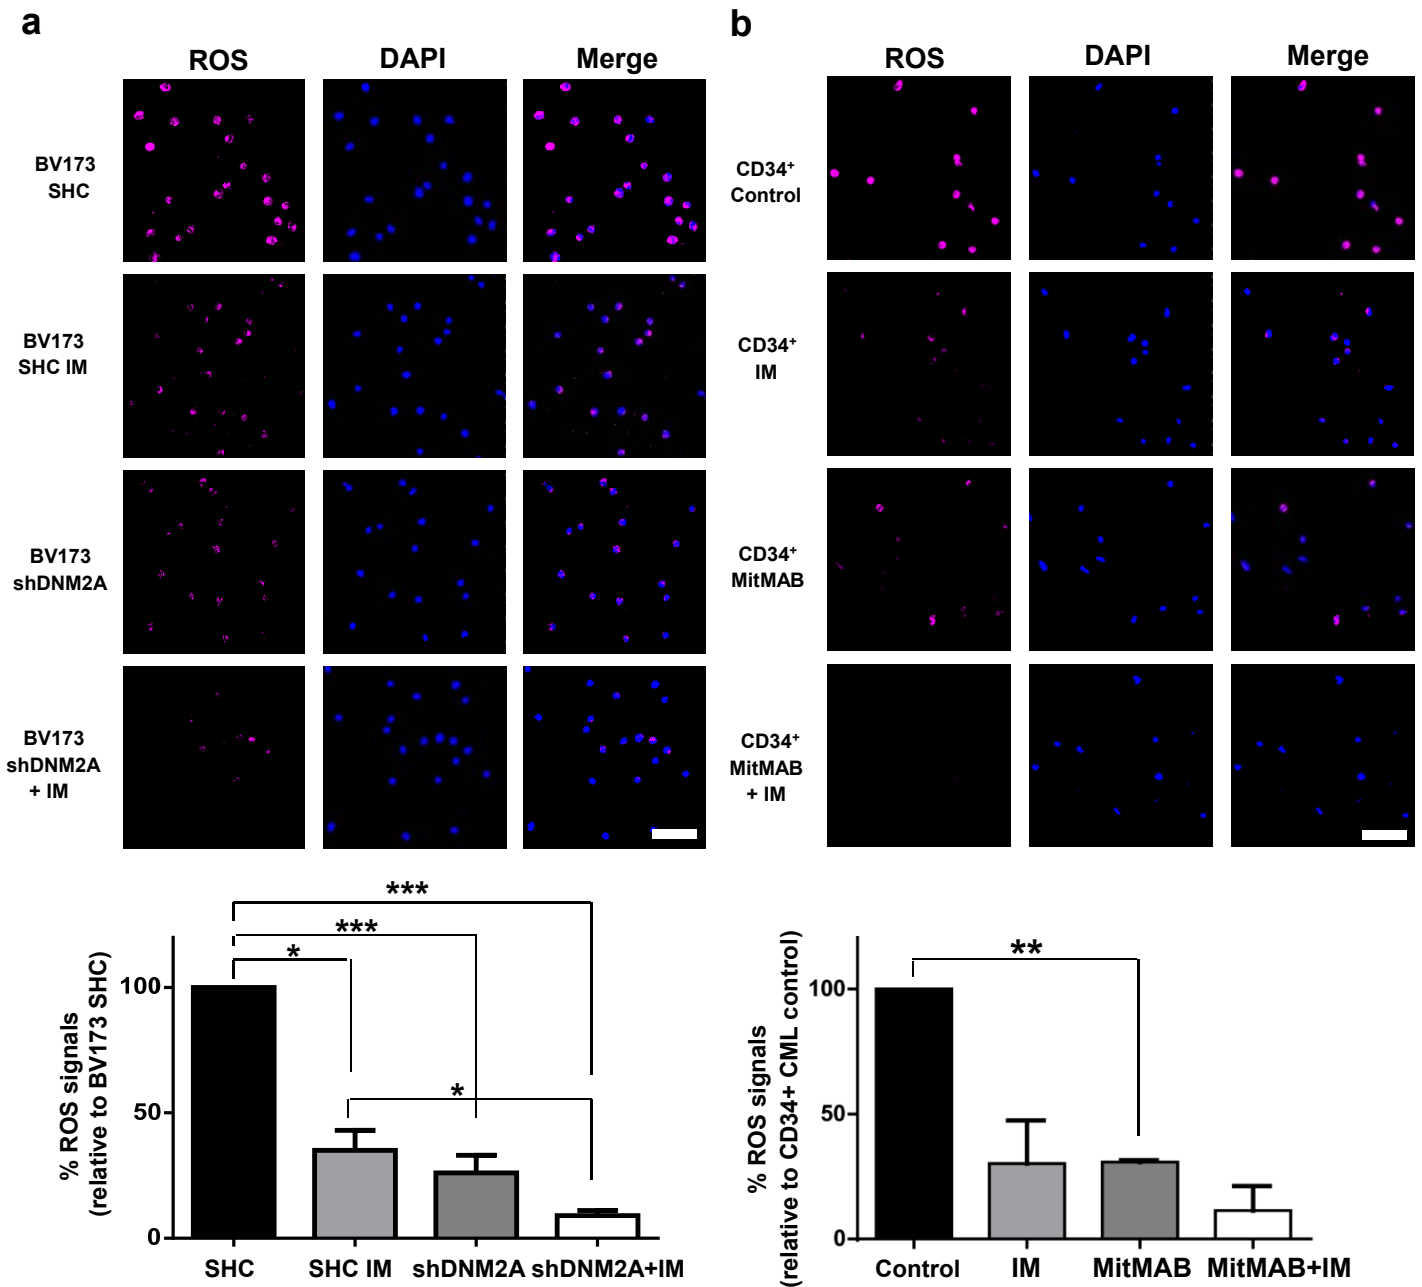 a
ROS DAPI Merge
BV173
SHC
BV173
SHC IM
BV173
shDNM2A
BV173
shDNM2A
+ IM
% ROS signals
(relative to BV173 SHC)
100
50
0
***
***
*
*
SHC SHC IM shDNM2A shDNM2A+IM
b
ROS DAPI Merge
CD34⁺
Control
CD34⁺
IM
CD34⁺
MitMAB
CD34⁺
MitMAB
+ IM
% ROS signals
(relative to CD34+ CML control)
100
50
0
**
Control IM MitMAB MitMAB+IM